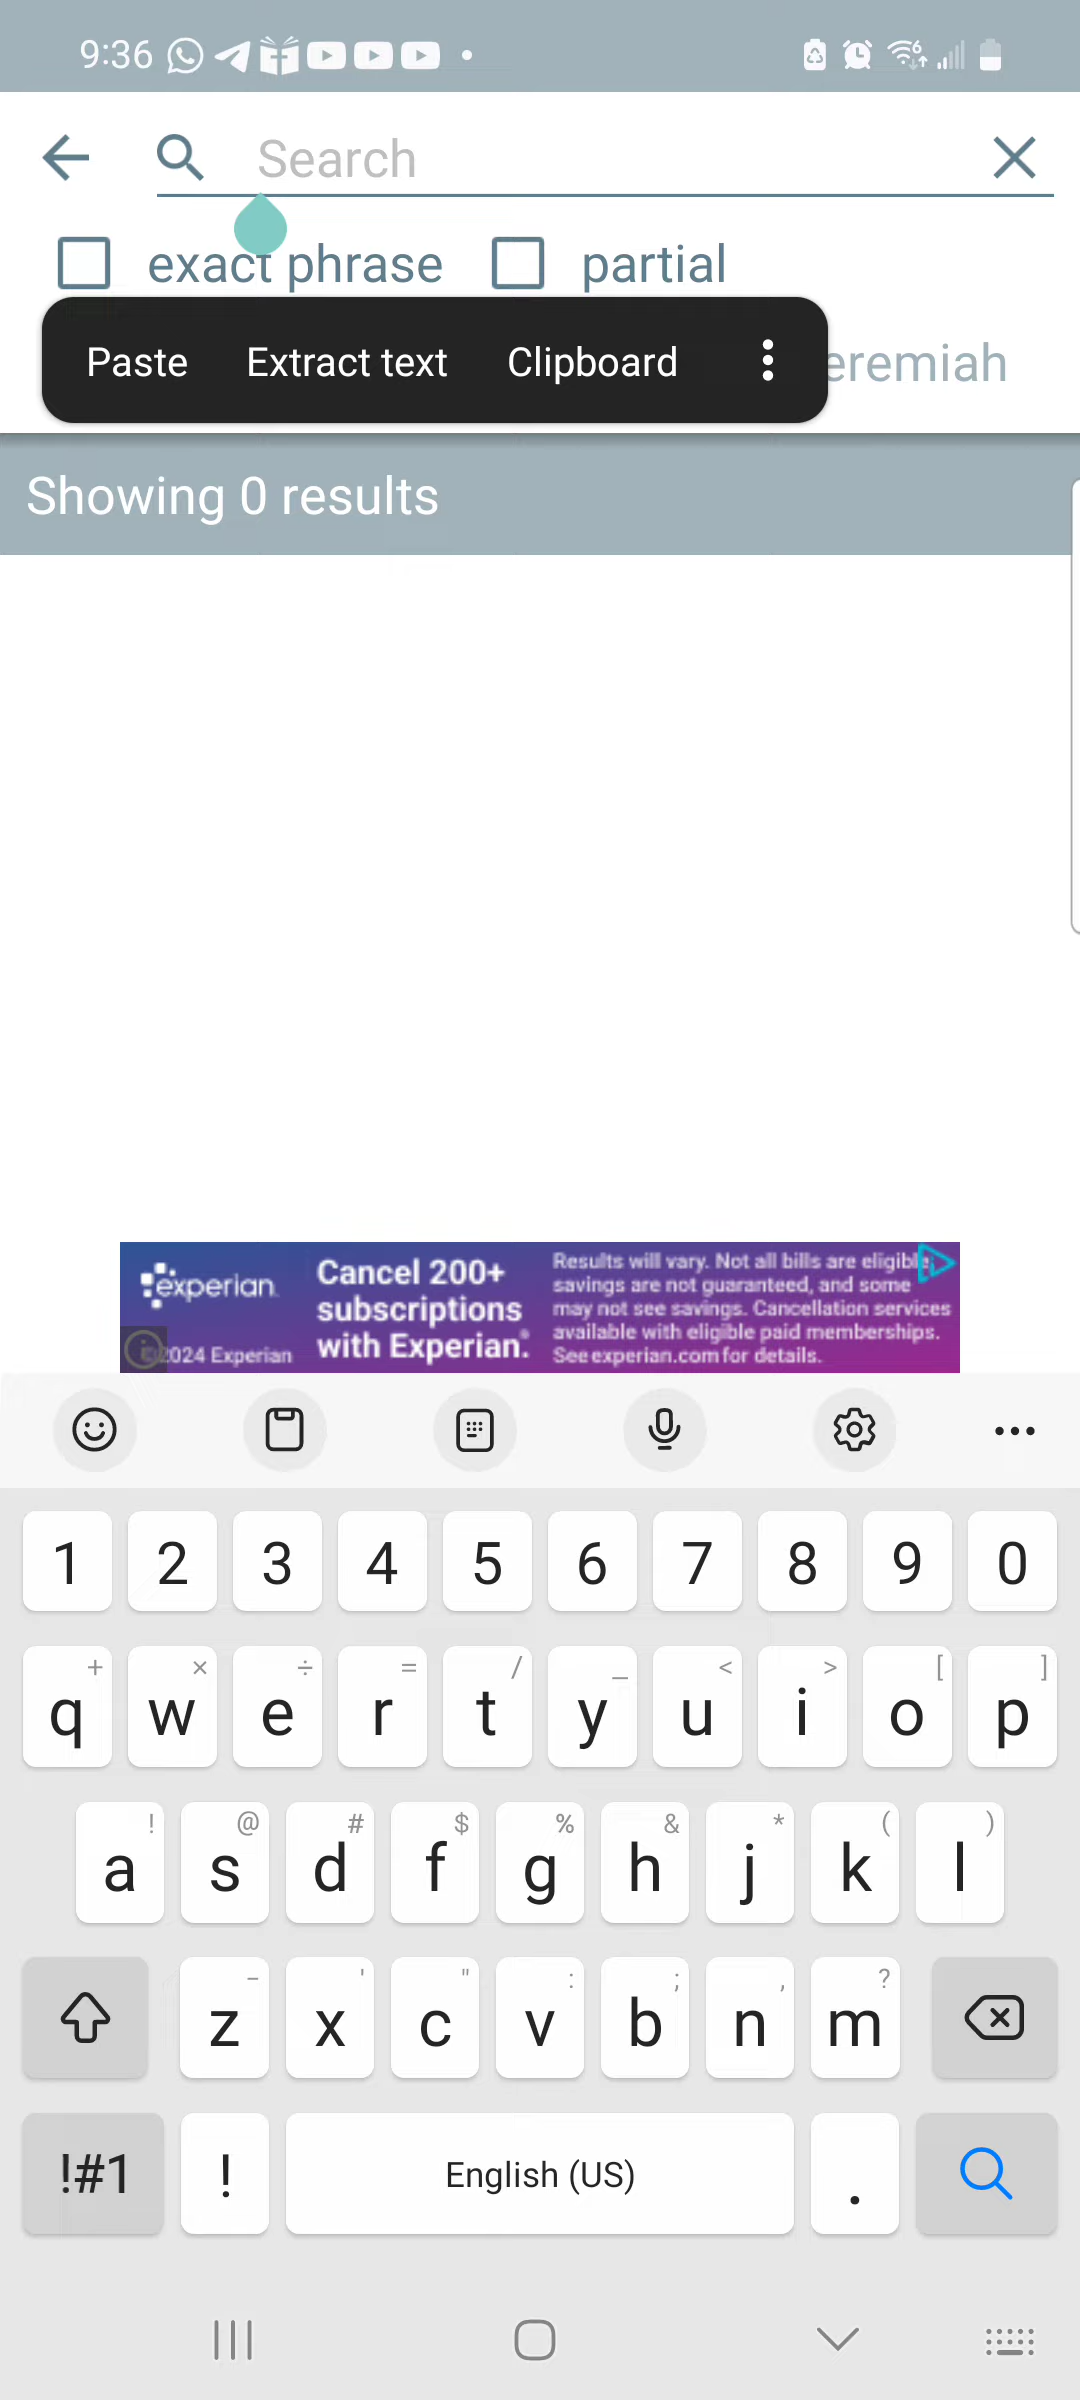 9:36
Search
exact phrase partial
Paste Extract text Clipboard
eremiah
Showing 0 results
experian.
©2024 Experian
Cancel 200+
subscriptions
with Experian.®
Results will vary. Not all bills are eligible;
savings are not guaranteed, and some
may not see savings. Cancellation services
available with eligible paid memberships.
See experian.com for details.
1 2 3 4 5 6 7 8 9 0
+ × ÷ = / _ < > [ ]
q w e r t y u i o p
! @ # $ % & * ( )
a s d f g h j k l
- ' " : ; , ?
z x c v b n m
!#1 ! English (US) .